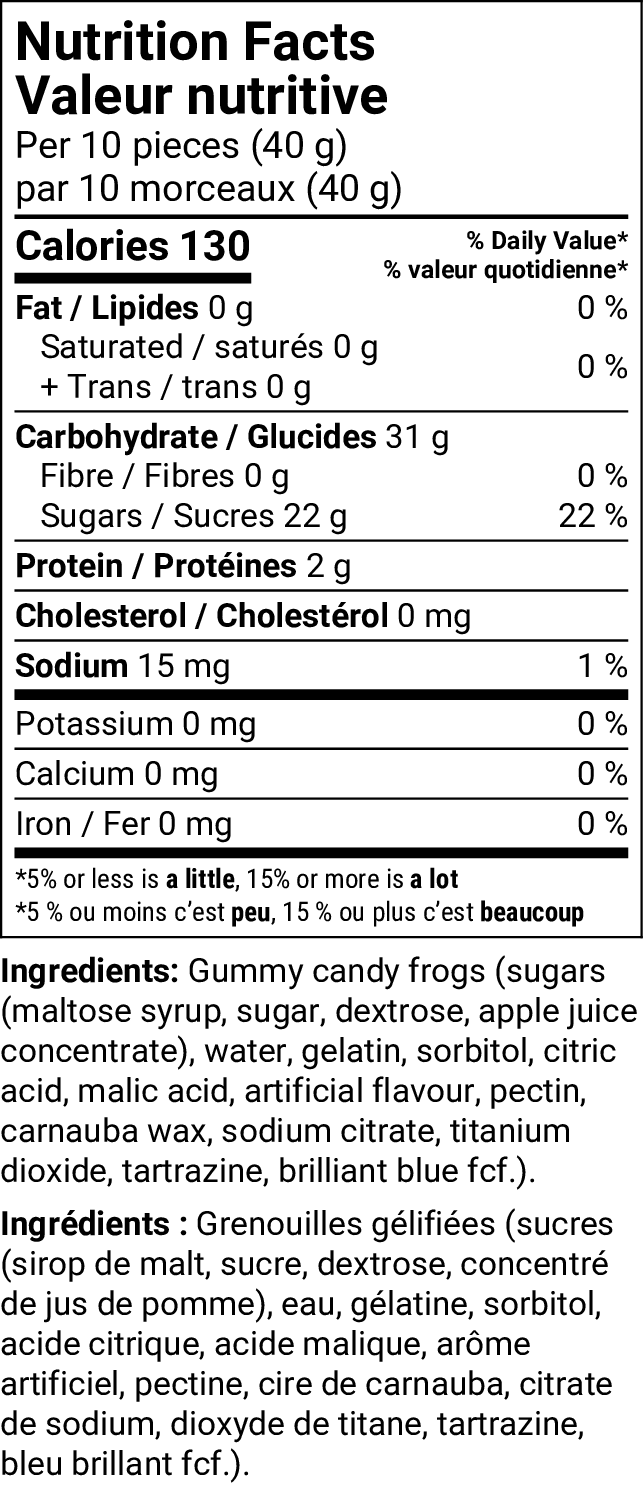 Nutrition Facts
Valeur nutritive
Per 10 pieces (40 g)
par 10 morceaux (40 g)
Calories 130
% Daily Value*
% valeur quotidienne*
Fat / Lipides 0 g 0 %
Saturated / saturés 0 g
+ Trans / trans 0 g
0 %
Carbohydrate / Glucides 31 g
Fibre / Fibres 0 g 0 %
Sugars / Sucres 22 g 22 %
Protein / Protéines 2 g
Cholesterol / Cholestérol 0 mg
Sodium 15 mg 1 %
Potassium 0 mg 0 %
Calcium 0 mg 0 %
Iron / Fer 0 mg 0 %
*5% or less is a little, 15% or more is a lot
*5 % ou moins c’est peu, 15 % ou plus c’est beaucoup
Ingredients: Gummy candy frogs (sugars
(maltose syrup, sugar, dextrose, apple juice
concentrate), water, gelatin, sorbitol, citric
acid, malic acid, artificial flavour, pectin,
carnauba wax, sodium citrate, titanium
dioxide, tartrazine, brilliant blue fcf.).
Ingrédients : Grenouilles gélifiées (sucres
(sirop de malt, sucre, dextrose, concentré
de jus de pomme), eau, gélatine, sorbitol,
acide citrique, acide malique, arôme
artificiel, pectine, cire de carnauba, citrate
de sodium, dioxyde de titane, tartrazine,
bleu brillant fcf.).